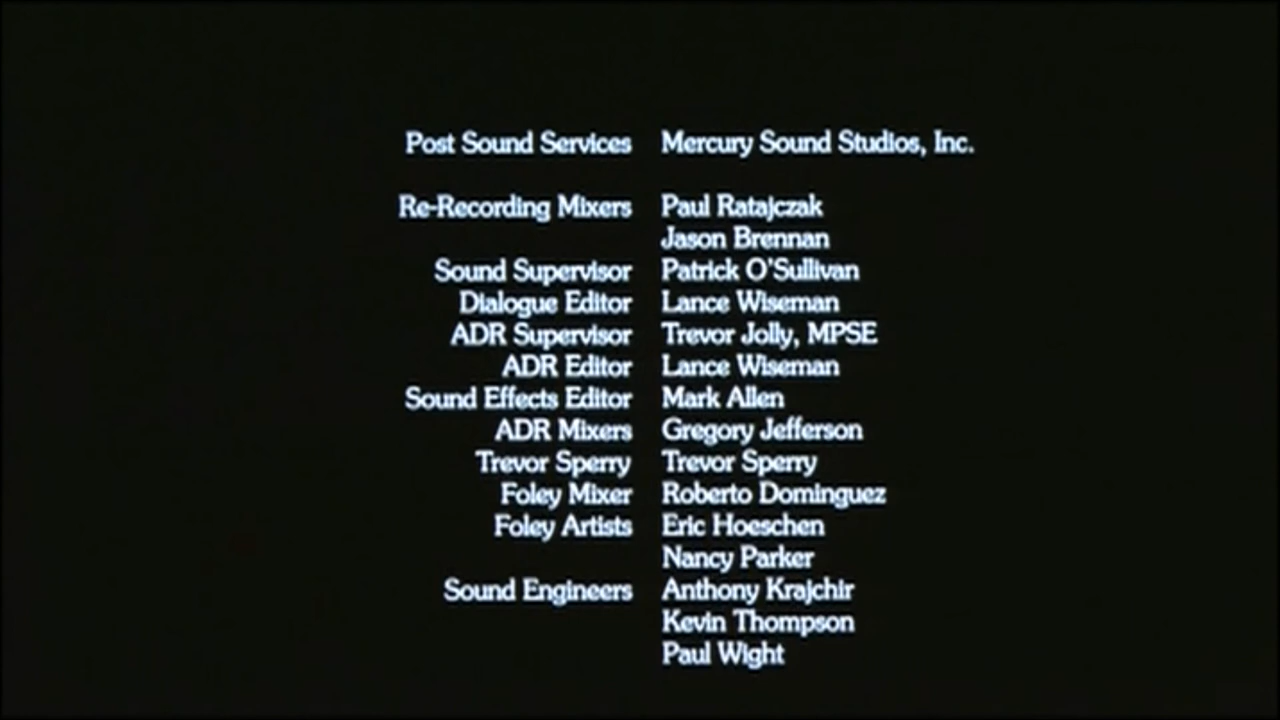 Post Sound Services Mercury Sound Studios, Inc.
Re-Recording Mixers Paul Ratajczak
Jason Brennan
Sound Supervisor Patrick O'Sullivan
Dialogue Editor Lance Wiseman
ADR Supervisor Trevor Jolly, MPSE
ADR Editor Lance Wiseman
Sound Effects Editor Mark Allen
ADR Mixers Gregory Jefferson
Trevor Sperry Trevor Sperry
Foley Mixer Roberto Dominguez
Foley Artists Eric Hoeschen
Nancy Parker
Sound Engineers Anthony Krajchir
Kevin Thompson
Paul Wight